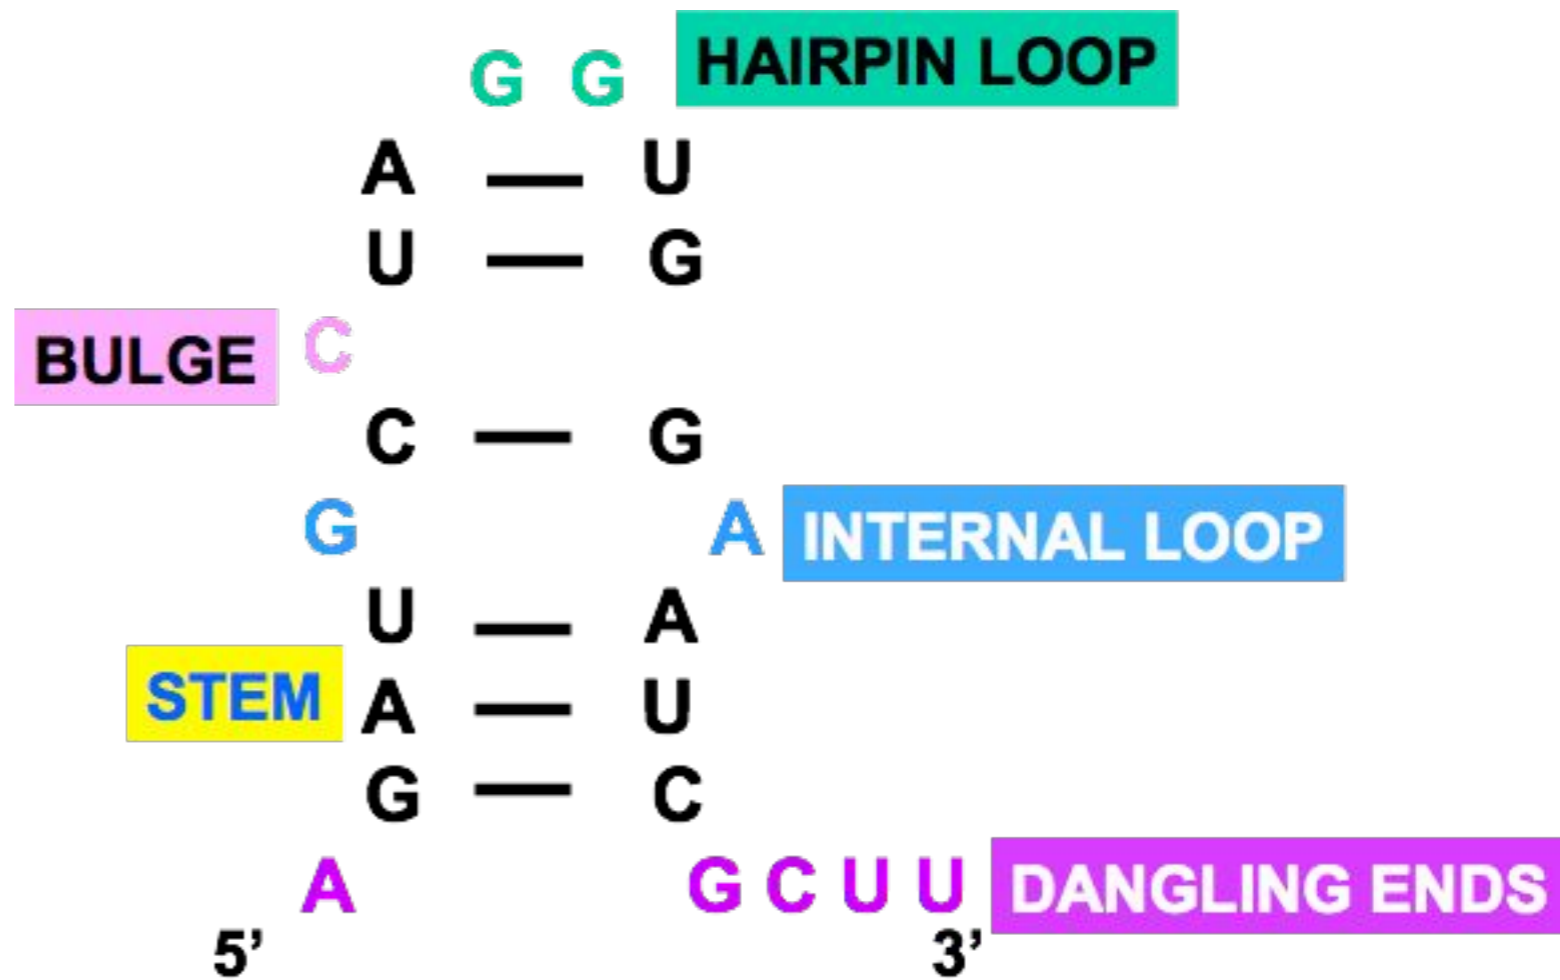 G G HAIRPIN LOOP
A — U
U — G
BULGE C
C — G
G A INTERNAL LOOP
U — A
STEM A — U
G — C
A G C U U DANGLING ENDS
5’ 3’